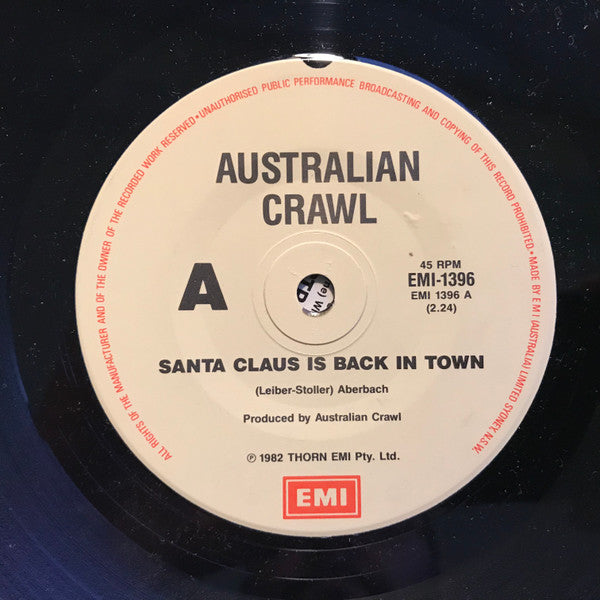 ALL RIGHTS OF THE MANUFACTURER AND OF THE OWNER OF THE RECORDED WORK RESERVED•UNAUTHORISED PUBLIC PERFORMANCE BROADCASTING AND COPYING OF THIS RECORD PROHIBITED.•MADE BY E M I (AUSTRALIA) LIMITED SYDNEY, N.S.W.
AUSTRALIAN
CRAWL
A
45 RPM
EMI-1396
EMI 1396 A
(2.24)
SANTA CLAUS IS BACK IN TOWN
(Leiber-Stoller) Aberbach
Produced by Australian Crawl
℗ 1982 THORN EMI Pty. Ltd.
EMI